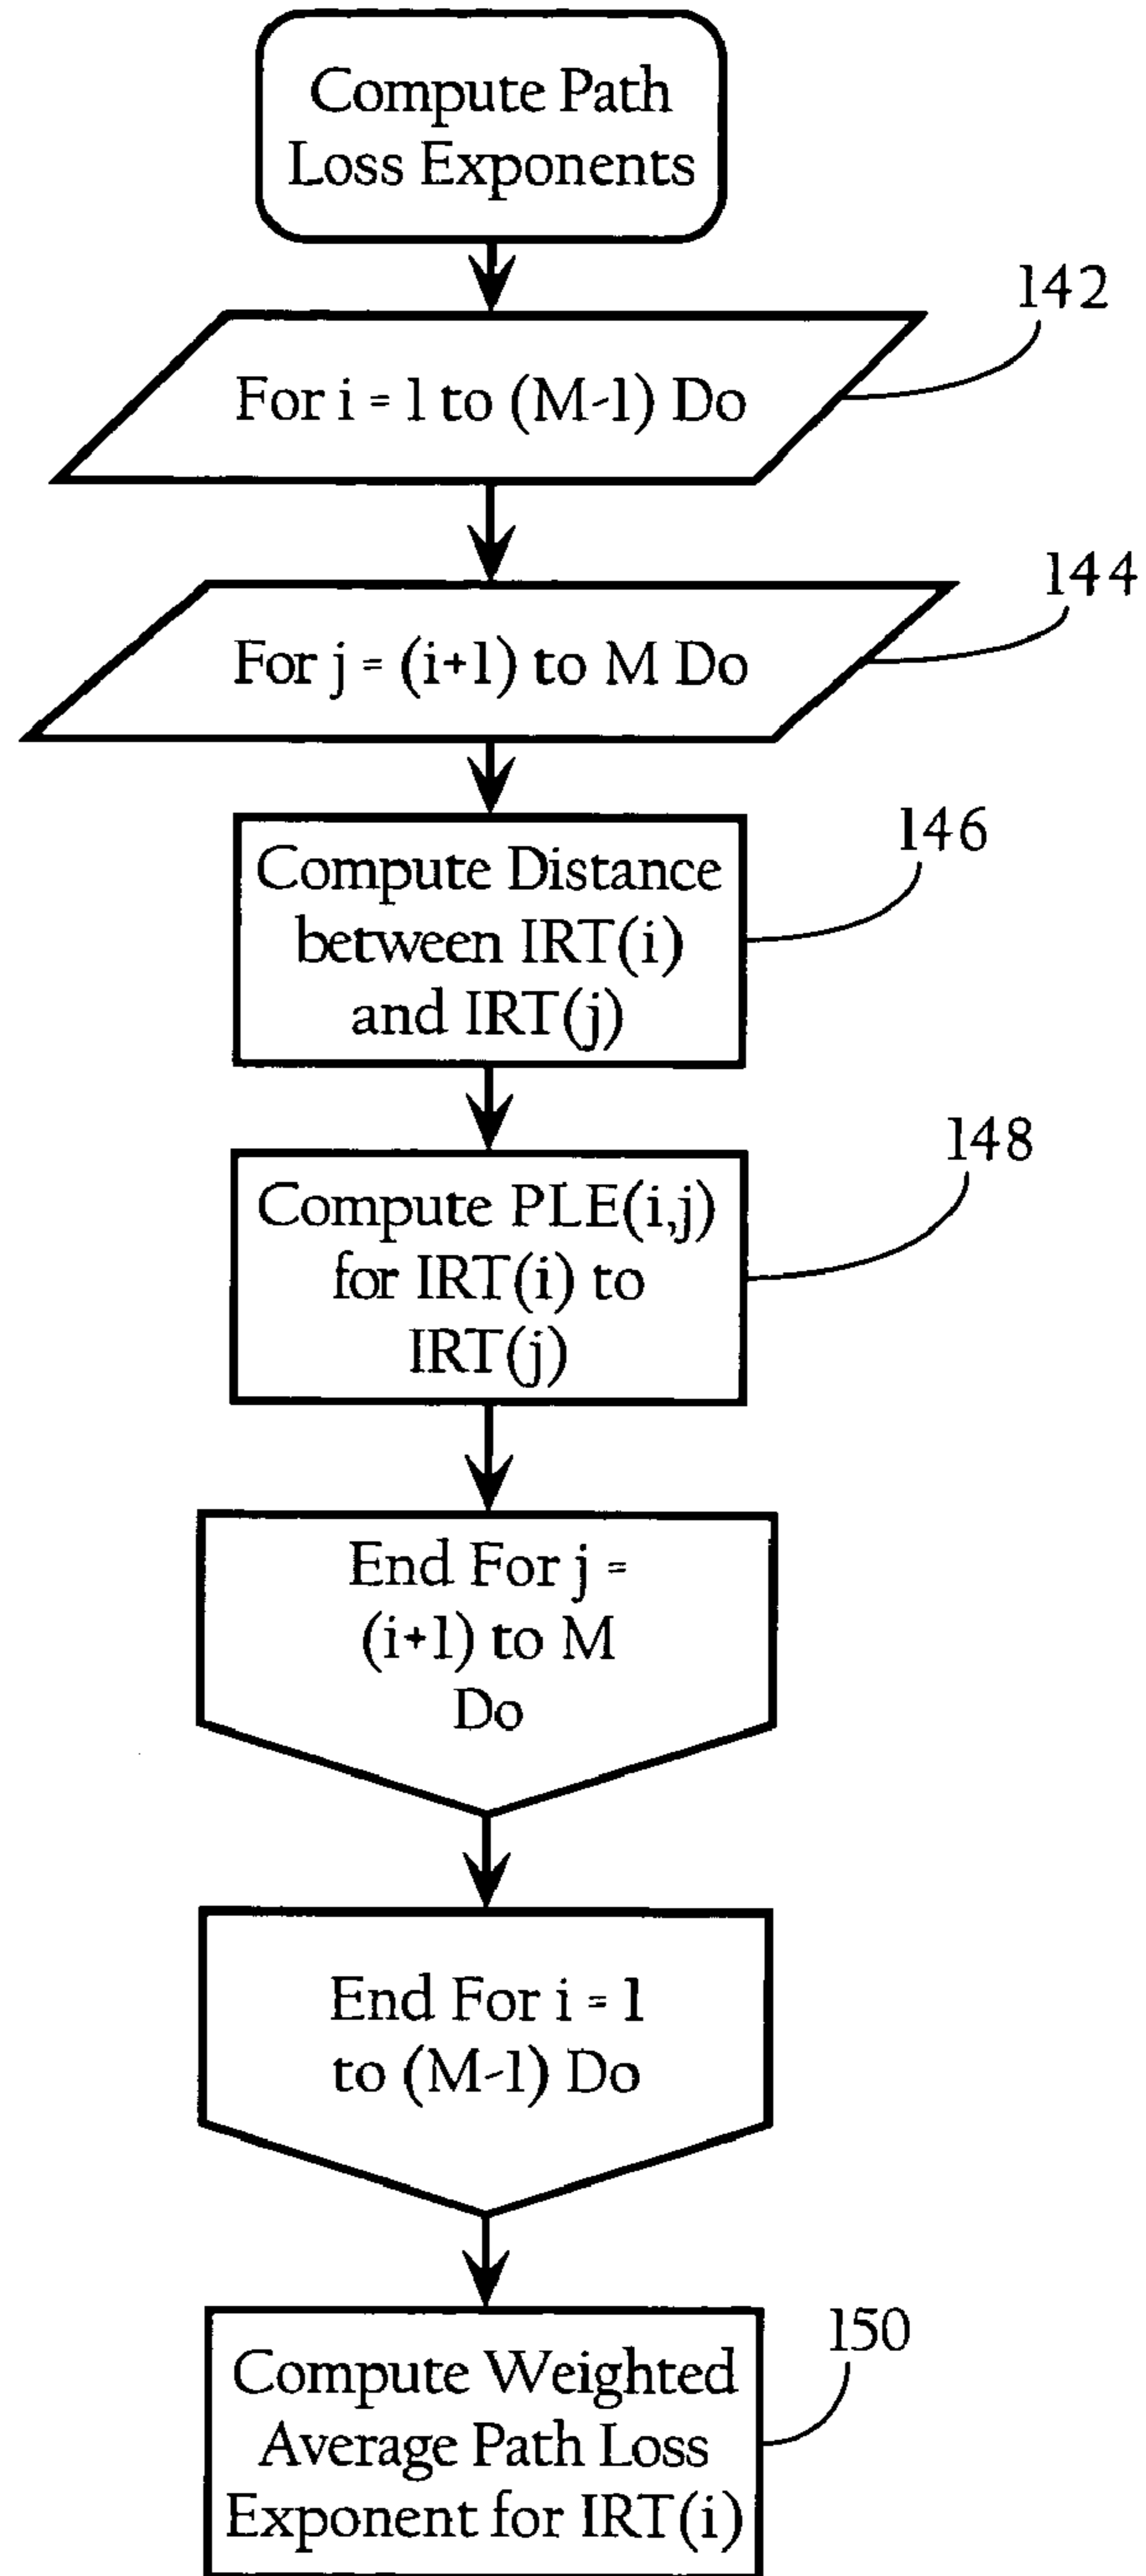 Compute Path
Loss Exponents
142
For i = 1 to (M-1) Do
144
For j = (i+1) to M Do
146
Compute Distance
between IRT(i)
and IRT(j)
148
Compute PLE(i,j)
for IRT(i) to
IRT(j)
End For j =
(i+1) to M
Do
End For i = 1
to (M-1) Do
150
Compute Weighted
Average Path Loss
Exponent for IRT(i)